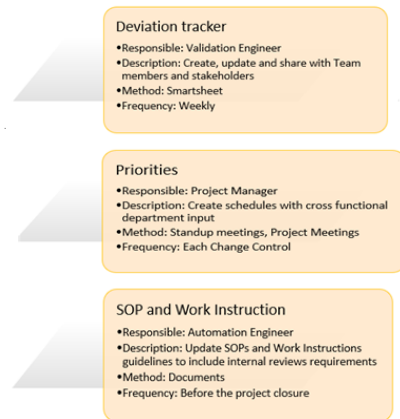 Deviation tracker
•Responsible: Validation Engineer
•Description: Create, update and share with Team
members and stakeholders
•Method: Smartsheet
•Frequency: Weekly
Priorities
•Responsible: Project Manager
•Description: Create schedules with cross functional
department input
•Method: Standup meetings, Project Meetings
•Frequency: Each Change Control
SOP and Work Instruction
•Responsible: Automation Engineer
•Description: Update SOPs and Work Instructions
guidelines to include internal reviews requirements
•Method: Documents
•Frequency: Before the project closure